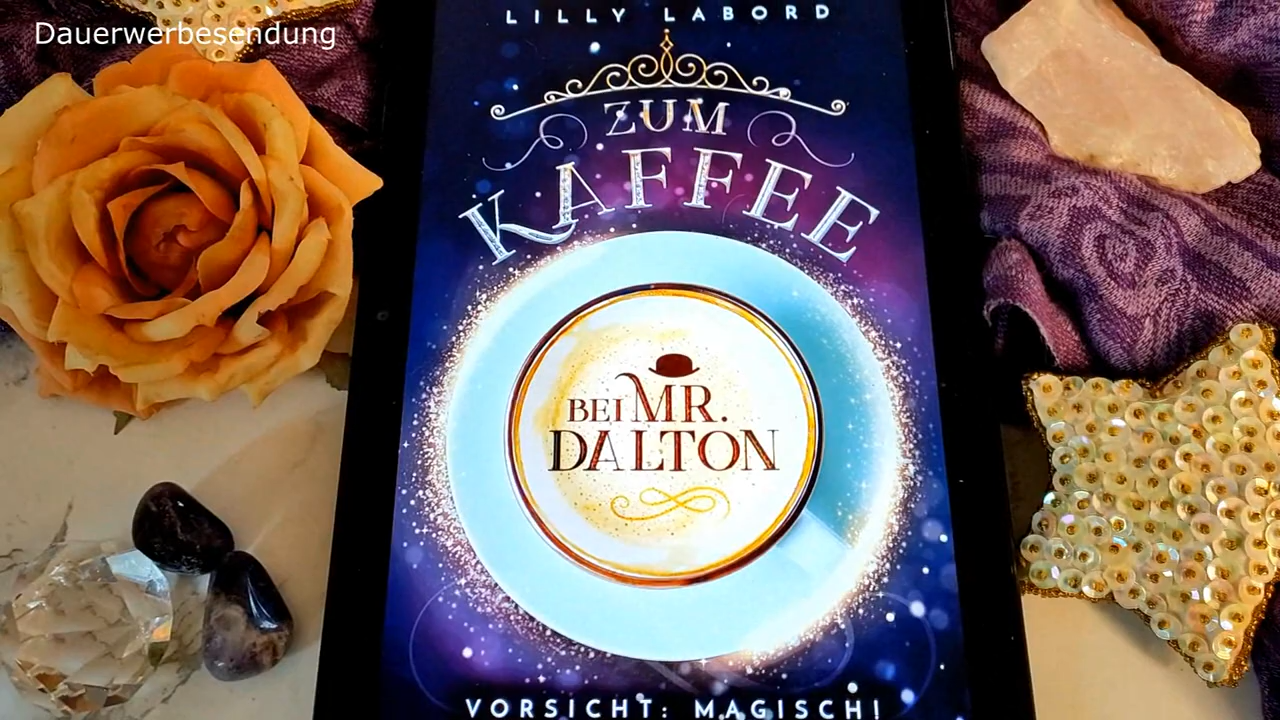 Dauerwerbesendung
LILLY LABORD
ZUM
KAFFEE
BEI MR.
DALTON
VORSICHT: MAGISCH!